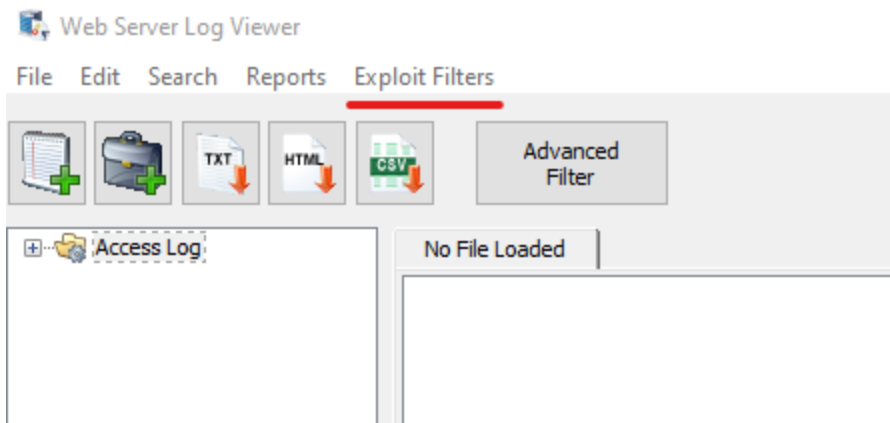 Web Server Log Viewer
File Edit Search Reports Exploit Filters
TXT HTML CSV Advanced
Filter
Access Log No File Loaded